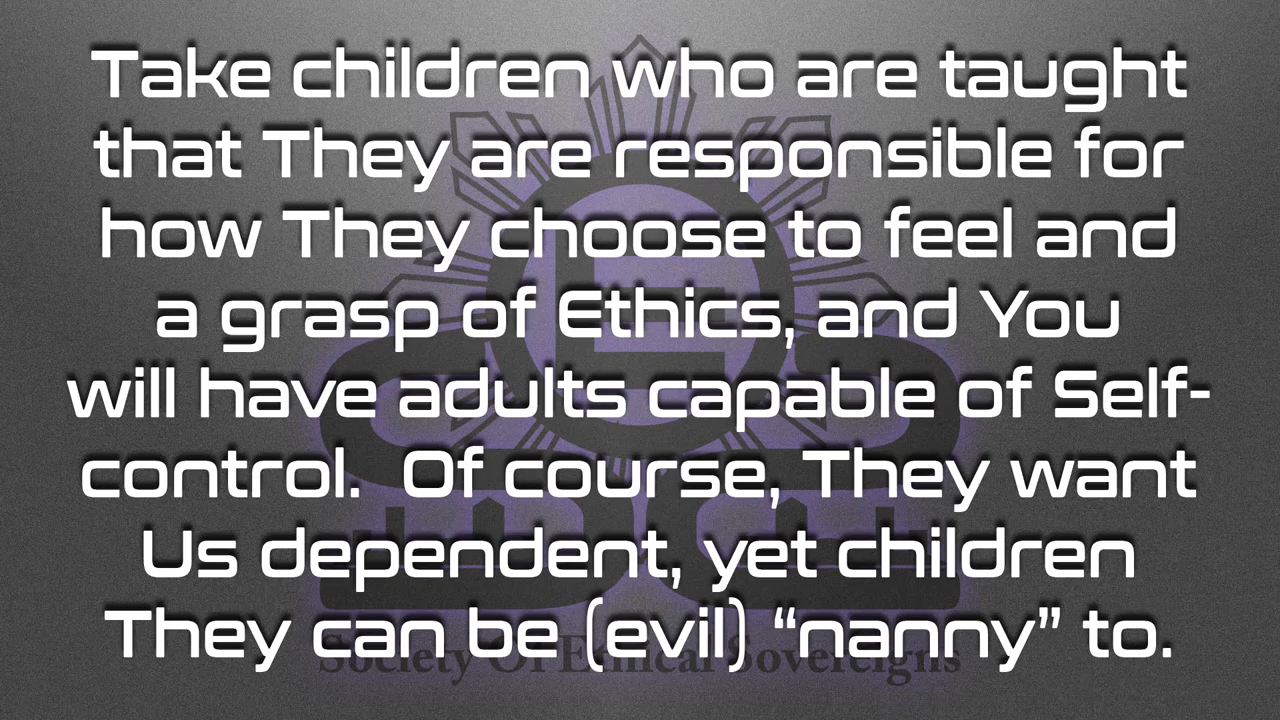 Take children who are taught
that They are responsible for
how They choose to feel and
a grasp of Ethics, and You
will have adults capable of Self-
control.  Of course, They want
Us dependent, yet children
They can be (evil) “nanny” to.
Society Of Ethical Sovereigns